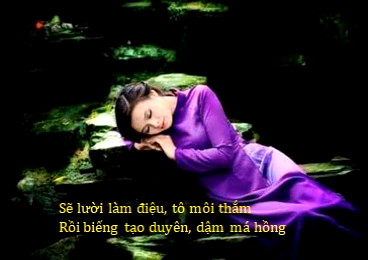 Sẽ lười làm điệu, tô môi thắm
Rồi biếng tạo duyên, dậm má hồng